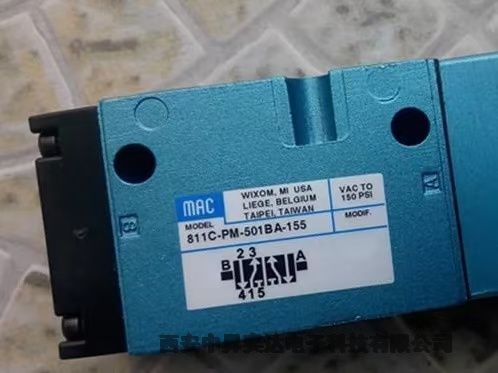 MAC
WIXOM, MI USA
LIEGE, BELGIUM
TAIPEI, TAIWAN
VAC TO
150 PSI
MODEL
811C-PM-501BA-155
MODIF.
2 3
B
A
4 1 5
B
A